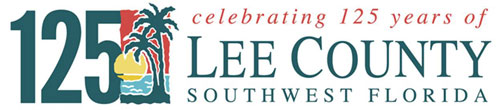 125
celebrating 125 years of
LEE COUNTY
SOUTHWEST FLORIDA